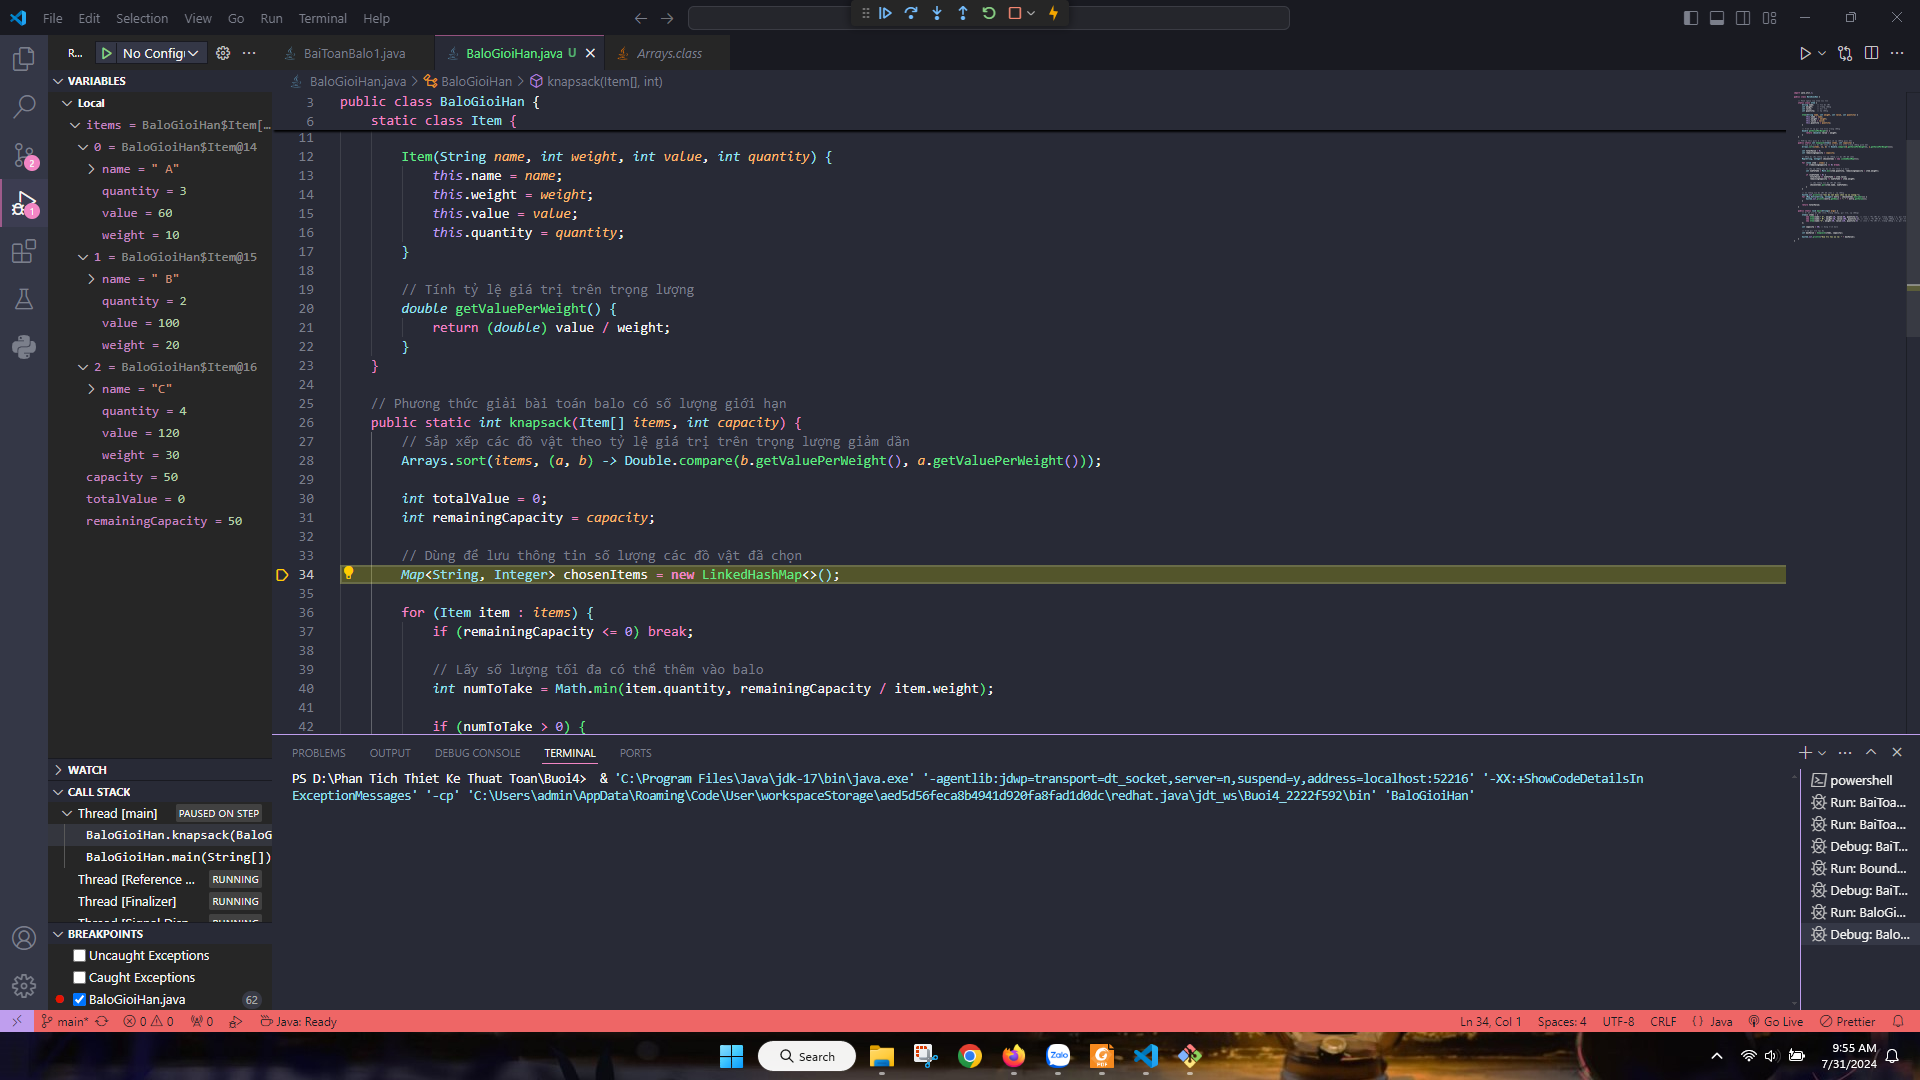 File Edit Selection View Go Run Terminal Help
R... No Config
BaiToanBalo1.java BaloGioiHan.java U Arrays.class
BaloGioiHan.java > BaloGioiHan > knapsack(Item[], int)
VARIABLES
Local
items = BaloGioiHan$Item[...
0 = BaloGioiHan$Item@14
name = " A"
quantity = 3
value = 60
weight = 10
1 = BaloGioiHan$Item@15
name = " B"
quantity = 2
value = 100
weight = 20
2 = BaloGioiHan$Item@16
name = "C"
quantity = 4
value = 120
weight = 30
capacity = 50
totalValue = 0
remainingCapacity = 50
WATCH
CALL STACK
Thread [main] PAUSED ON STEP
BaloGioiHan.knapsack(BaloG
BaloGioiHan.main(String[])
Thread [Reference ... RUNNING
Thread [Finalizer] RUNNING
BREAKPOINTS
Uncaught Exceptions
Caught Exceptions
BaloGioiHan.java 62
3 public class BaloGioiHan {
6 static class Item {
11
12 Item(String name, int weight, int value, int quantity) {
13 this.name = name;
14 this.weight = weight;
15 this.value = value;
16 this.quantity = quantity;
17 }
18
19 // Tính tỷ lệ giá trị trên trọng lượng
20 double getValuePerWeight() {
21 return (double) value / weight;
22 }
23 }
24
25 // Phương thức giải bài toán balo có số lượng giới hạn
26 public static int knapsack(Item[] items, int capacity) {
27 // Sắp xếp các đồ vật theo tỷ lệ giá trị trên trọng lượng giảm dần
28 Arrays.sort(items, (a, b) -> Double.compare(b.getValuePerWeight(), a.getValuePerWeight()));
29
30 int totalValue = 0;
31 int remainingCapacity = capacity;
32
33 // Dùng để lưu thông tin số lượng các đồ vật đã chọn
34 Map<String, Integer> chosenItems = new LinkedHashMap<>();
35
36 for (Item item : items) {
37 if (remainingCapacity <= 0) break;
38
39 // Lấy số lượng tối đa có thể thêm vào balo
40 int numToTake = Math.min(item.quantity, remainingCapacity / item.weight);
41
42 if (numToTake > 0) {
PROBLEMS OUTPUT DEBUG CONSOLE TERMINAL PORTS
PS D:\Phan Tich Thiet Ke Thuat Toan\Buoi4> & 'C:\Program Files\Java\jdk-17\bin\java.exe' '-agentlib:jdwp=transport=dt_socket,server=n,suspend=y,address=localhost:52216' '-XX:+ShowCodeDetailsIn
ExceptionMessages' '-cp' 'C:\Users\admin\AppData\Roaming\Code\User\workspaceStorage\aed5d56feca8b4941d920fa8fad1d0dc\redhat.java\jdt_ws\Buoi4_2222f592\bin' 'BaloGioiHan'
powershell
Run: BaiToa...
Run: BaiToa...
Debug: BaiT...
Run: Bound...
Debug: BaiT...
Run: BaloGi...
Debug: Balo...
2
1
main* 0 0 0 Java: Ready
Ln 34, Col 1 Spaces: 4 UTF-8 CRLF {} Java Go Live Prettier
Search
Zalo
PDF
9:55 AM
7/31/2024